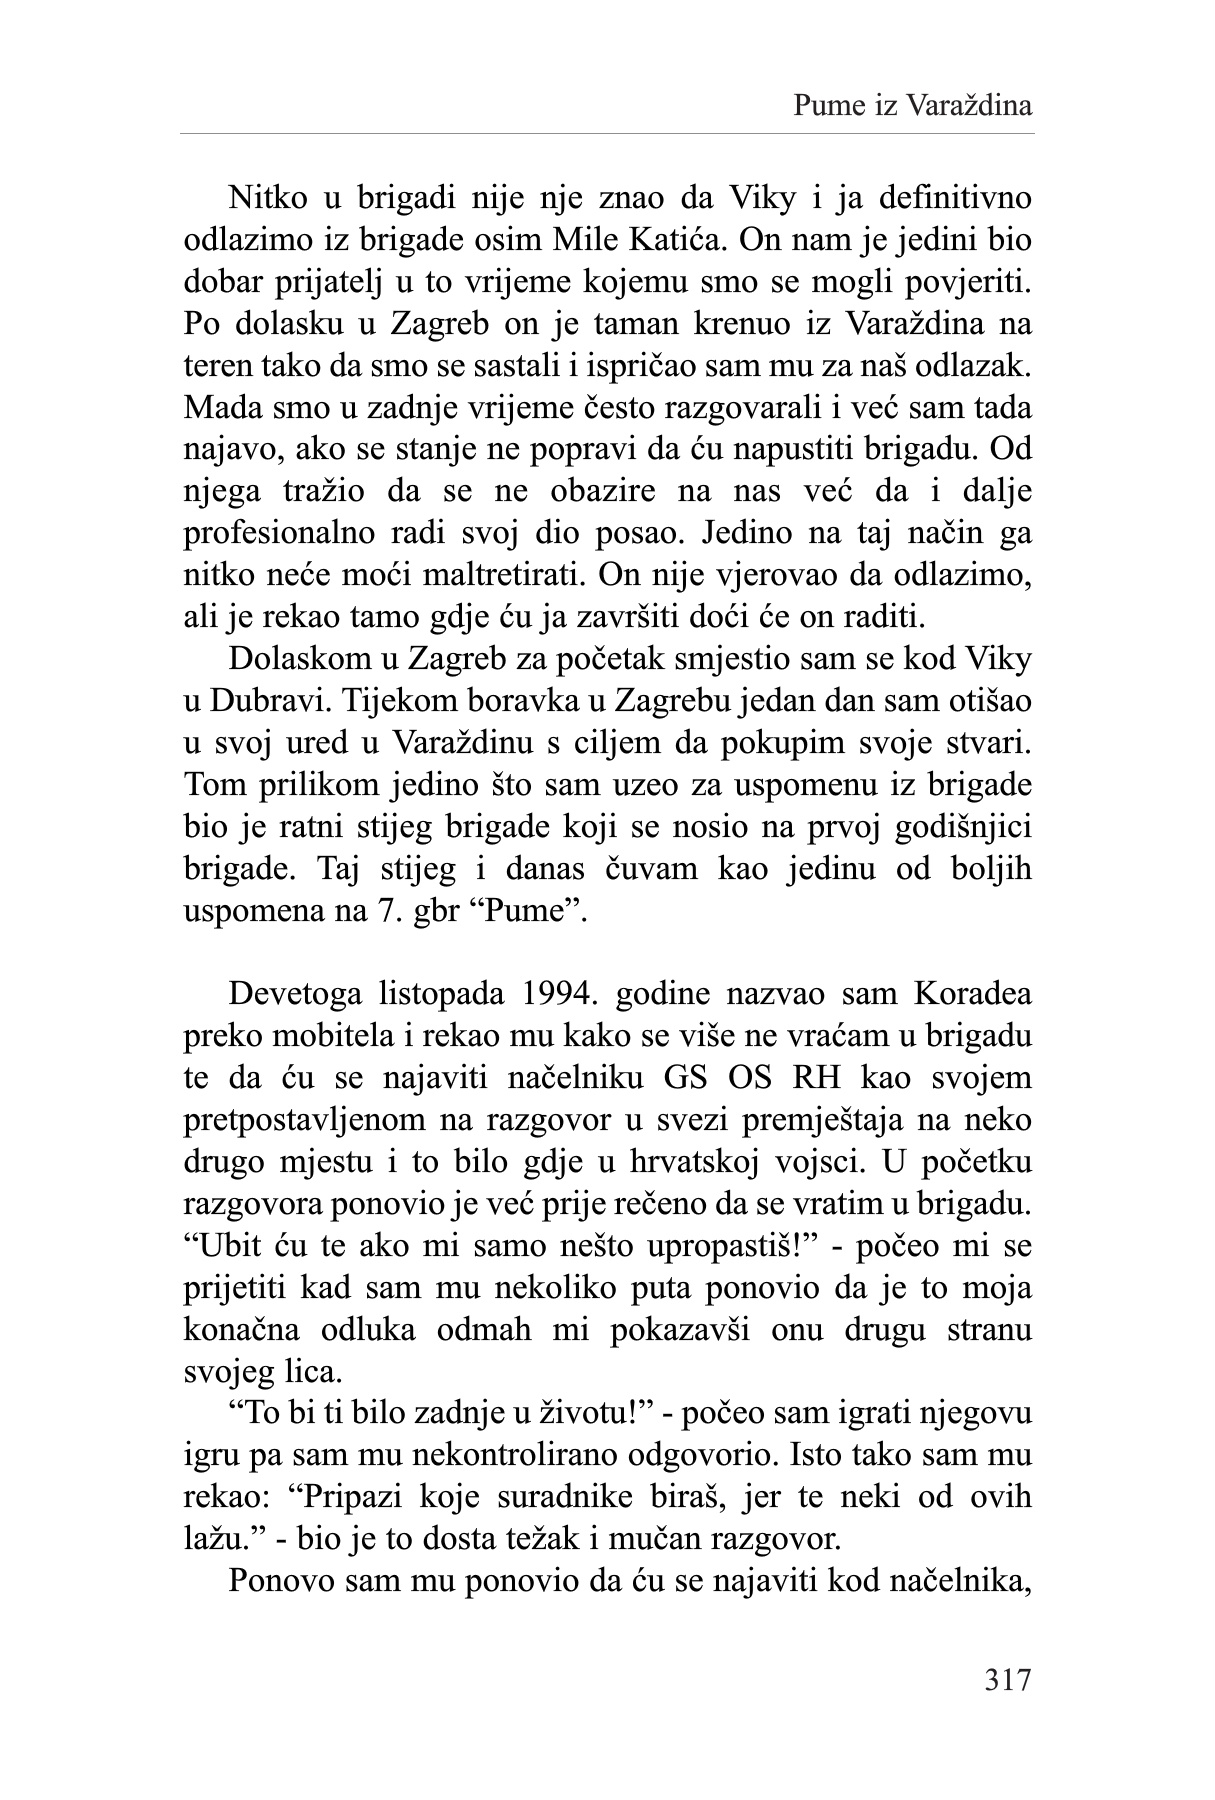 Pume iz Varaždina
Nitko u brigadi nije nje znao da Viky i ja definitivno
odlazimo iz brigade osim Mile Katića. On nam je jedini bio
dobar prijatelj u to vrijeme kojemu smo se mogli povjeriti.
Po dolasku u Zagreb on je taman krenuo iz Varaždina na
teren tako da smo se sastali i ispričao sam mu za naš odlazak.
Mada smo u zadnje vrijeme često razgovarali i već sam tada
najavo, ako se stanje ne popravi da ću napustiti brigadu. Od
njega tražio da se ne obazire na nas već da i dalje
profesionalno radi svoj dio posao. Jedino na taj način ga
nitko neće moći maltretirati. On nije vjerovao da odlazimo,
ali je rekao tamo gdje ću ja završiti doći će on raditi.
Dolaskom u Zagreb za početak smjestio sam se kod Viky
u Dubravi. Tijekom boravka u Zagrebu jedan dan sam otišao
u svoj ured u Varaždinu s ciljem da pokupim svoje stvari.
Tom prilikom jedino što sam uzeo za uspomenu iz brigade
bio je ratni stijeg brigade koji se nosio na prvoj godišnjici
brigade. Taj stijeg i danas čuvam kao jedinu od boljih
uspomena na 7. gbr “Pume”.
Devetoga listopada 1994. godine nazvao sam Koradea
preko mobitela i rekao mu kako se više ne vraćam u brigadu
te da ću se najaviti načelniku GS OS RH kao svojem
pretpostavljenom na razgovor u svezi premještaja na neko
drugo mjestu i to bilo gdje u hrvatskoj vojsci. U početku
razgovora ponovio je već prije rečeno da se vratim u brigadu.
“Ubit ću te ako mi samo nešto upropastiš!” - počeo mi se
prijetiti kad sam mu nekoliko puta ponovio da je to moja
konačna odluka odmah mi pokazavši onu drugu stranu
svojeg lica.
“To bi ti bilo zadnje u životu!” - počeo sam igrati njegovu
igru pa sam mu nekontrolirano odgovorio. Isto tako sam mu
rekao: “Pripazi koje suradnike biraš, jer te neki od ovih
lažu.” - bio je to dosta težak i mučan razgovor.
Ponovo sam mu ponovio da ću se najaviti kod načelnika,
317